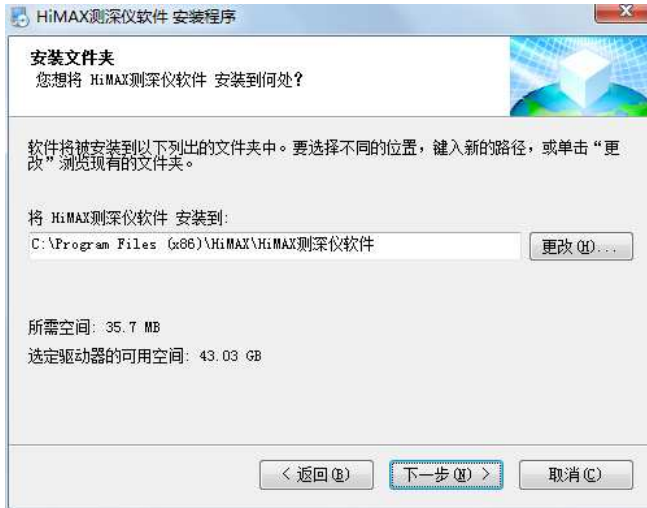 HiMAX测深仪软件 安装程序
安装文件夹
您想将 HiMAX测深仪软件 安装到何处?
软件将被安装到以下列出的文件夹中。要选择不同的位置，键入新的路径，或单击“更
改”浏览现有的文件夹。
将 HiMAX测深仪软件 安装到:
C:\Program Files (x86)\HiMAX\HiMAX测深仪软件
更改(H)...
所需空间: 35.7 MB
选定驱动器的可用空间: 43.03 GB
< 返回(B)
下一步(N) >
取消(C)